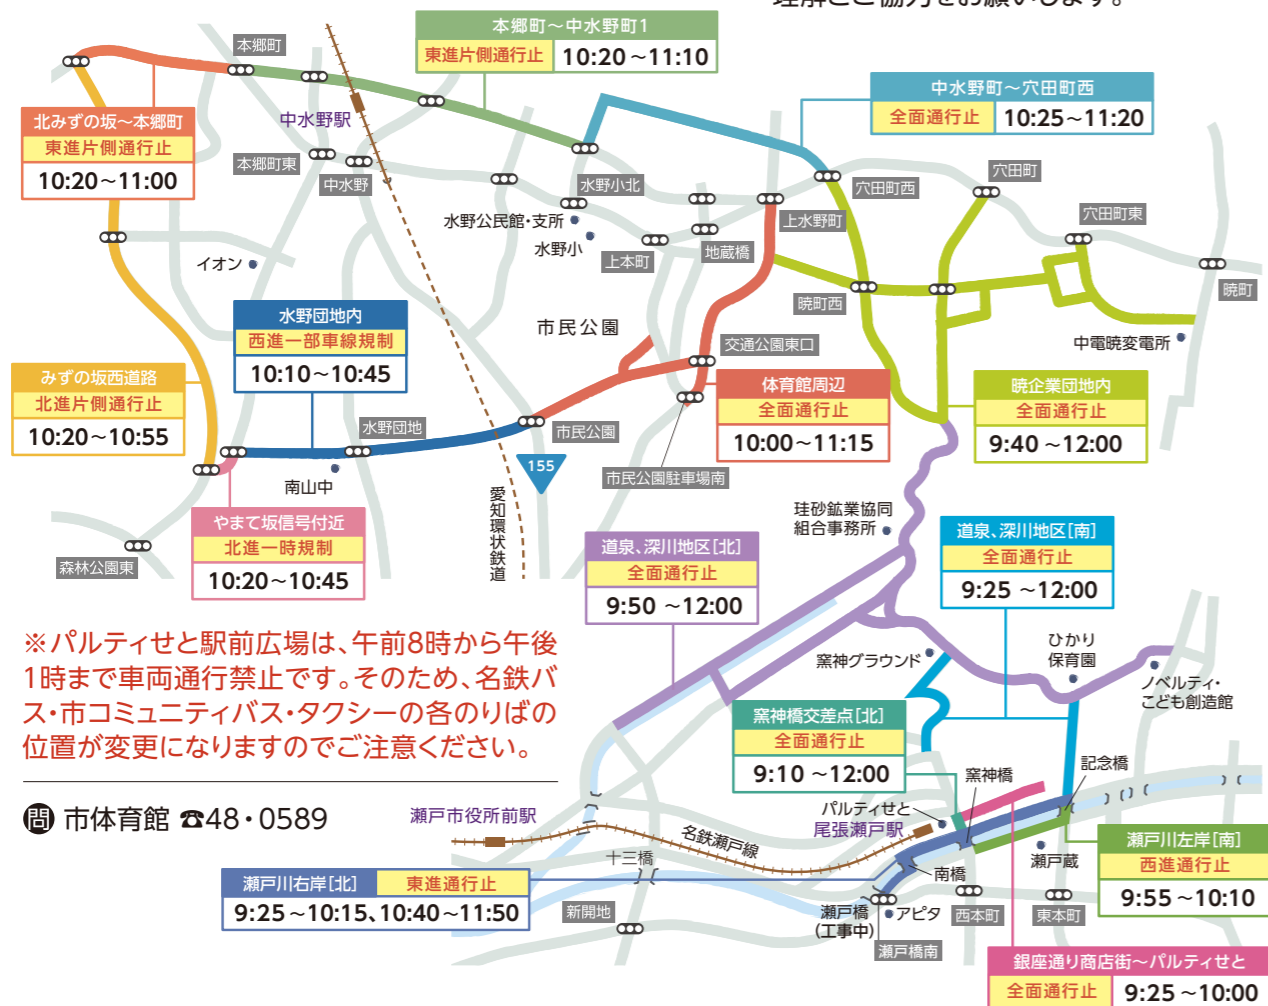 理解とご協力をお願いします。
本郷町～中水野町1
東進片側通行止 10:20～11:10
本郷町
中水野町～穴田町西
全面通行止 10:25～11:20
北みずの坂～本郷町
東進片側通行止
10:20～11:00
中水野駅
本郷町東
中水野
水野小北
穴田町西
穴田町
水野公民館・支所
水野小
上本町
地蔵橋
上水野町
穴田町東
イオン
暁町西
暁町
水野団地内
西進一部車線規制
10:10～10:45
市民公園
交通公園東口
中電暁変電所
みずの坂西道路
北進片側通行止
10:20～10:55
体育館周辺
全面通行止
10:00～11:15
暁企業団地内
全面通行止
9:40～12:00
水野団地
市民公園
南山中
155
市民公園駐車場南
愛知環状鉄道
やまて坂信号付近
北進一時規制
10:20～10:45
森林公園東
珪砂鉱業協同
組合事務所
道泉、深川地区[北]
全面通行止
9:50～12:00
道泉、深川地区[南]
全面通行止
9:25～12:00
※パルティせと駅前広場は、午前8時から午後
1時まで車両通行禁止です。そのため、名鉄バ
ス・市コミュニティバス・タクシーの各のりばの
位置が変更になりますのでご注意ください。
窯神グラウンド
ひかり
保育園
ノベルティ・
こども創造館
窯神橋交差点[北]
全面通行止
9:10～12:00
問 市体育館 ☎48・0589
瀬戸市役所前駅
名鉄瀬戸線
パルティせと
尾張瀬戸駅
窯神橋
記念橋
十三橋
瀬戸川右岸[北] 東進通行止
9:25～10:15、10:40～11:50
新開地
南橋
瀬戸蔵
瀬戸川左岸[南]
西進通行止
9:55～10:10
瀬戸橋
(工事中)
アピタ
西本町
東本町
瀬戸橋南
銀座通り商店街～パルティせと
全面通行止 9:25～10:00